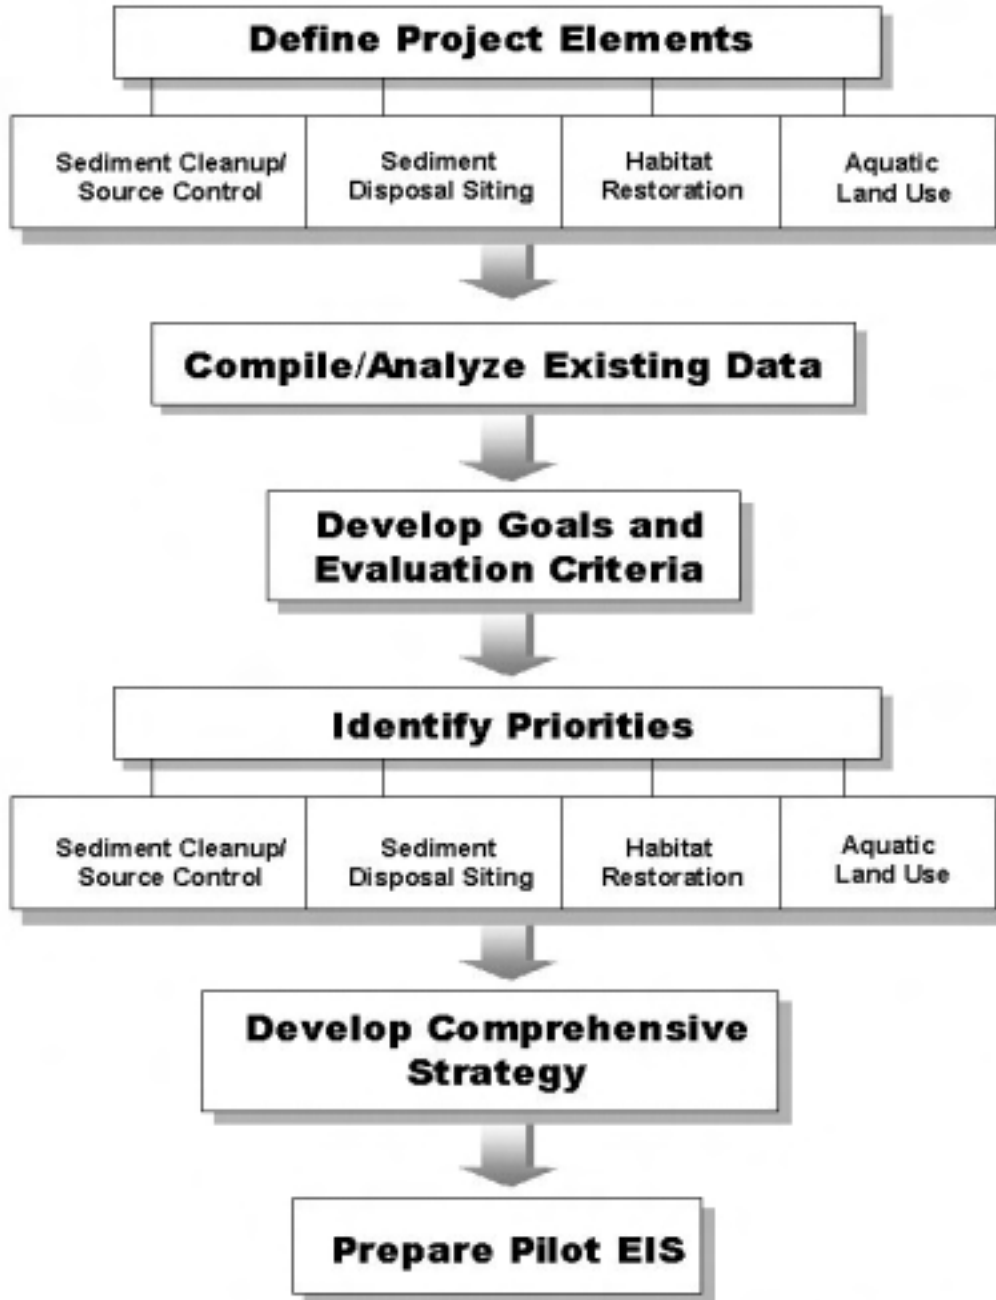 Define Project Elements
Sediment Cleanup/
Source Control
Sediment
Disposal Siting
Habitat
Restoration
Aquatic
Land Use
Compile/Analyze Existing Data
Develop Goals and
Evaluation Criteria
Identify Priorities
Sediment Cleanup/
Source Control
Sediment
Disposal Siting
Habitat
Restoration
Aquatic
Land Use
Develop Comprehensive
Strategy
Prepare Pilot EIS